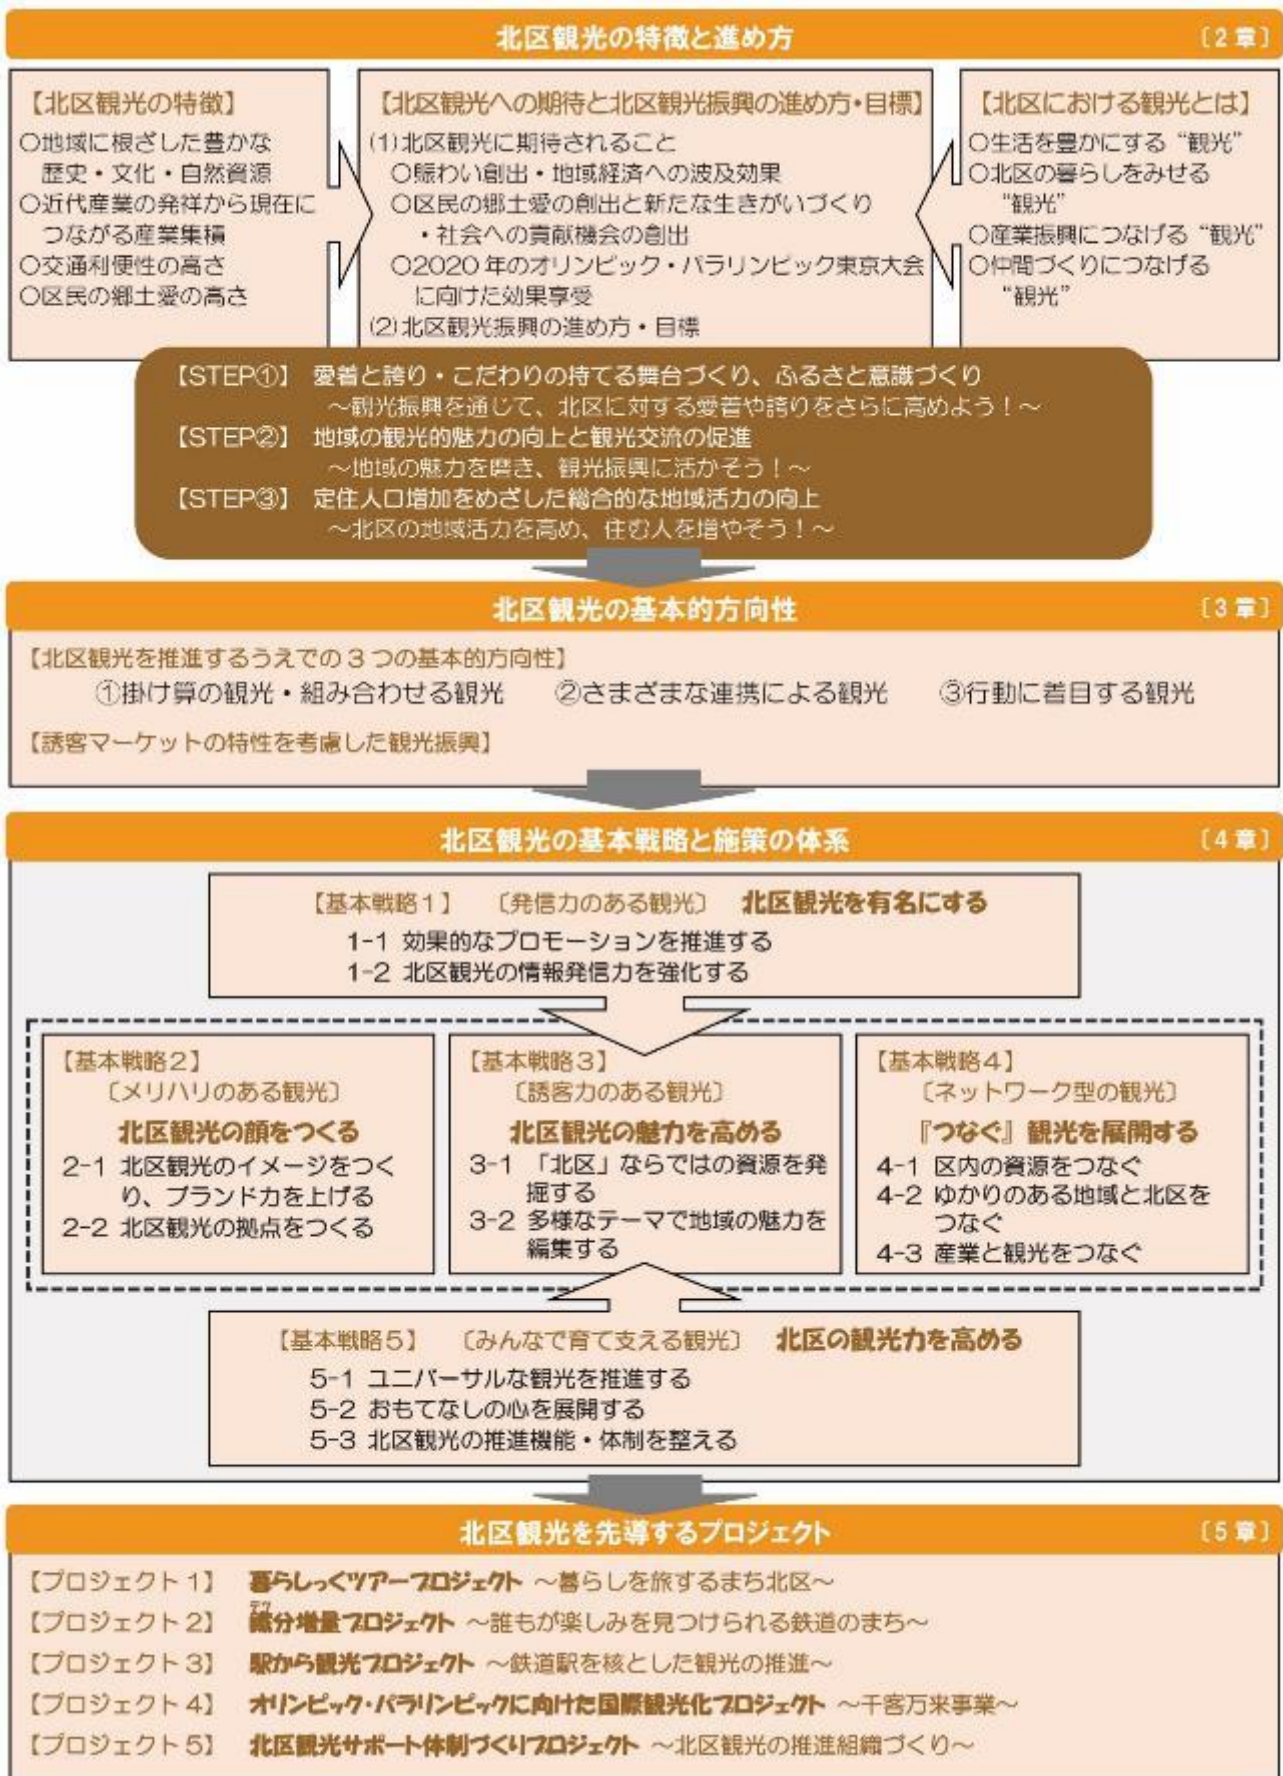 北区観光の特徴と進め方 〔2章〕
【北区観光の特徴】
○地域に根ざした豊かな
歴史・文化・自然資源
○近代産業の発祥から現在に
つながる産業集積
○交通利便性の高さ
○区民の郷土愛の高さ
【北区観光への期待と北区観光振興の進め方・目標】
(1)北区観光に期待されること
○賑わい創出・地域経済への波及効果
○区民の郷土愛の創出と新たな生きがいづくり
・社会への貢献機会の創出
○2020年のオリンピック・パラリンピック東京大会
に向けた効果享受
(2)北区観光振興の進め方・目標
【北区における観光とは】
○生活を豊かにする“観光”
○北区の暮らしをみせる
“観光”
○産業振興につなげる“観光”
○仲間づくりにつなげる
“観光”
【STEP①】 愛着と誇り・こだわりの持てる舞台づくり、ふるさと意識づくり
～観光振興を通じて、北区に対する愛着や誇りをさらに高めよう！～
【STEP②】 地域の観光的魅力の向上と観光交流の促進
～地域の魅力を磨き、観光振興に活かそう！～
【STEP③】 定住人口増加をめざした総合的な地域活力の向上
～北区の地域活力を高め、住む人を増やそう！～
北区観光の基本的方向性 〔3章〕
【北区観光を推進するうえでの3つの基本的方向性】
①掛け算の観光・組み合わせる観光 ②さまざまな連携による観光 ③行動に着目する観光
【誘客マーケットの特性を考慮した観光振興】
北区観光の基本戦略と施策の体系 〔4章〕
【基本戦略1】 〔発信力のある観光〕 北区観光を有名にする
1-1 効果的なプロモーションを推進する
1-2 北区観光の情報発信力を強化する
【基本戦略2】
〔メリハリのある観光〕
北区観光の顔をつくる
2-1 北区観光のイメージをつく
り、ブランド力を上げる
2-2 北区観光の拠点をつくる
【基本戦略3】
〔誘客力のある観光〕
北区観光の魅力を高める
3-1 「北区」ならではの資源を発
掘する
3-2 多様なテーマで地域の魅力を
編集する
【基本戦略4】
〔ネットワーク型の観光〕
『つなぐ』観光を展開する
4-1 区内の資源をつなぐ
4-2 ゆかりのある地域と北区を
つなぐ
4-3 産業と観光をつなぐ
【基本戦略5】 〔みんなで育て支える観光〕 北区の観光力を高める
5-1 ユニバーサルな観光を推進する
5-2 おもてなしの心を展開する
5-3 北区観光の推進機能・体制を整える
北区観光を先導するプロジェクト 〔5章〕
【プロジェクト1】 暮らしっくツアープロジェクト ～暮らしを旅するまち北区～
テツ
【プロジェクト2】 鐵分増量プロジェクト ～誰もが楽しみを見つけられる鉄道のまち～
【プロジェクト3】 駅から観光プロジェクト ～鉄道駅を核とした観光の推進～
【プロジェクト4】 オリンピック・パラリンピックに向けた国際観光化プロジェクト ～千客万来事業～
【プロジェクト5】 北区観光サポート体制づくりプロジェクト ～北区観光の推進組織づくり～